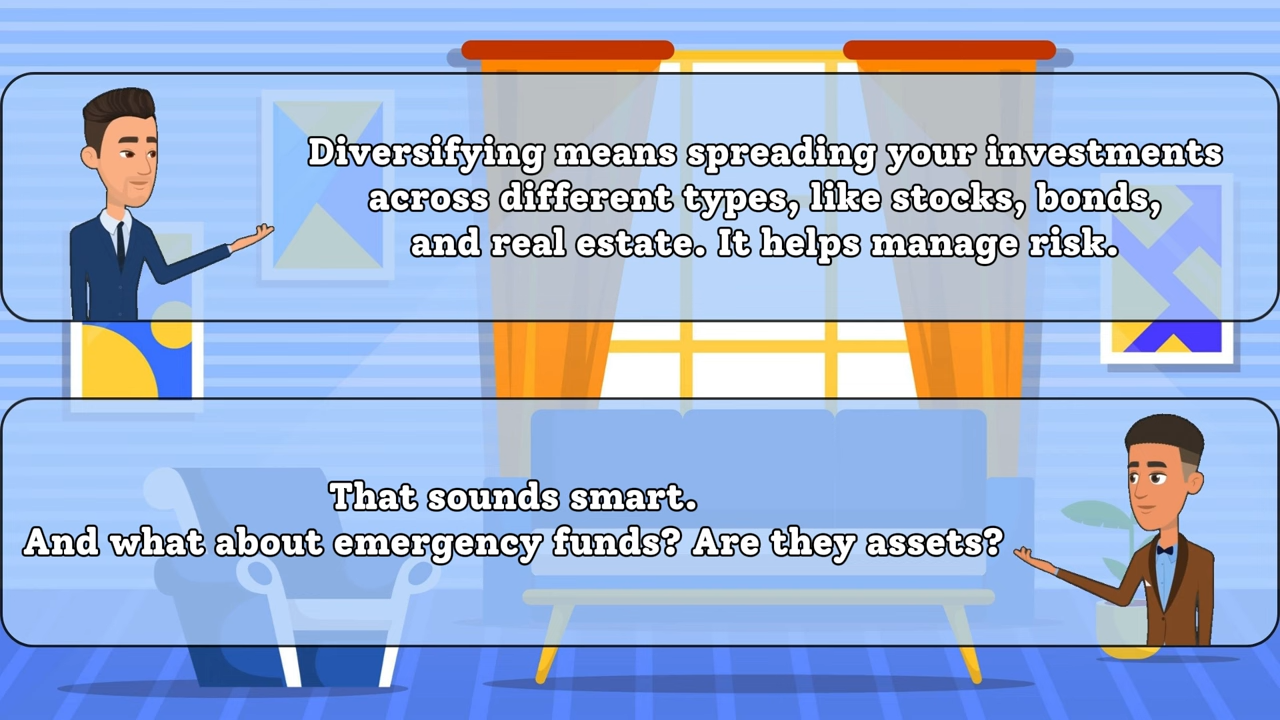 Diversifying means spreading your investments
across different types, like stocks, bonds,
and real estate. It helps manage risk.
That sounds smart.
And what about emergency funds? Are they assets?